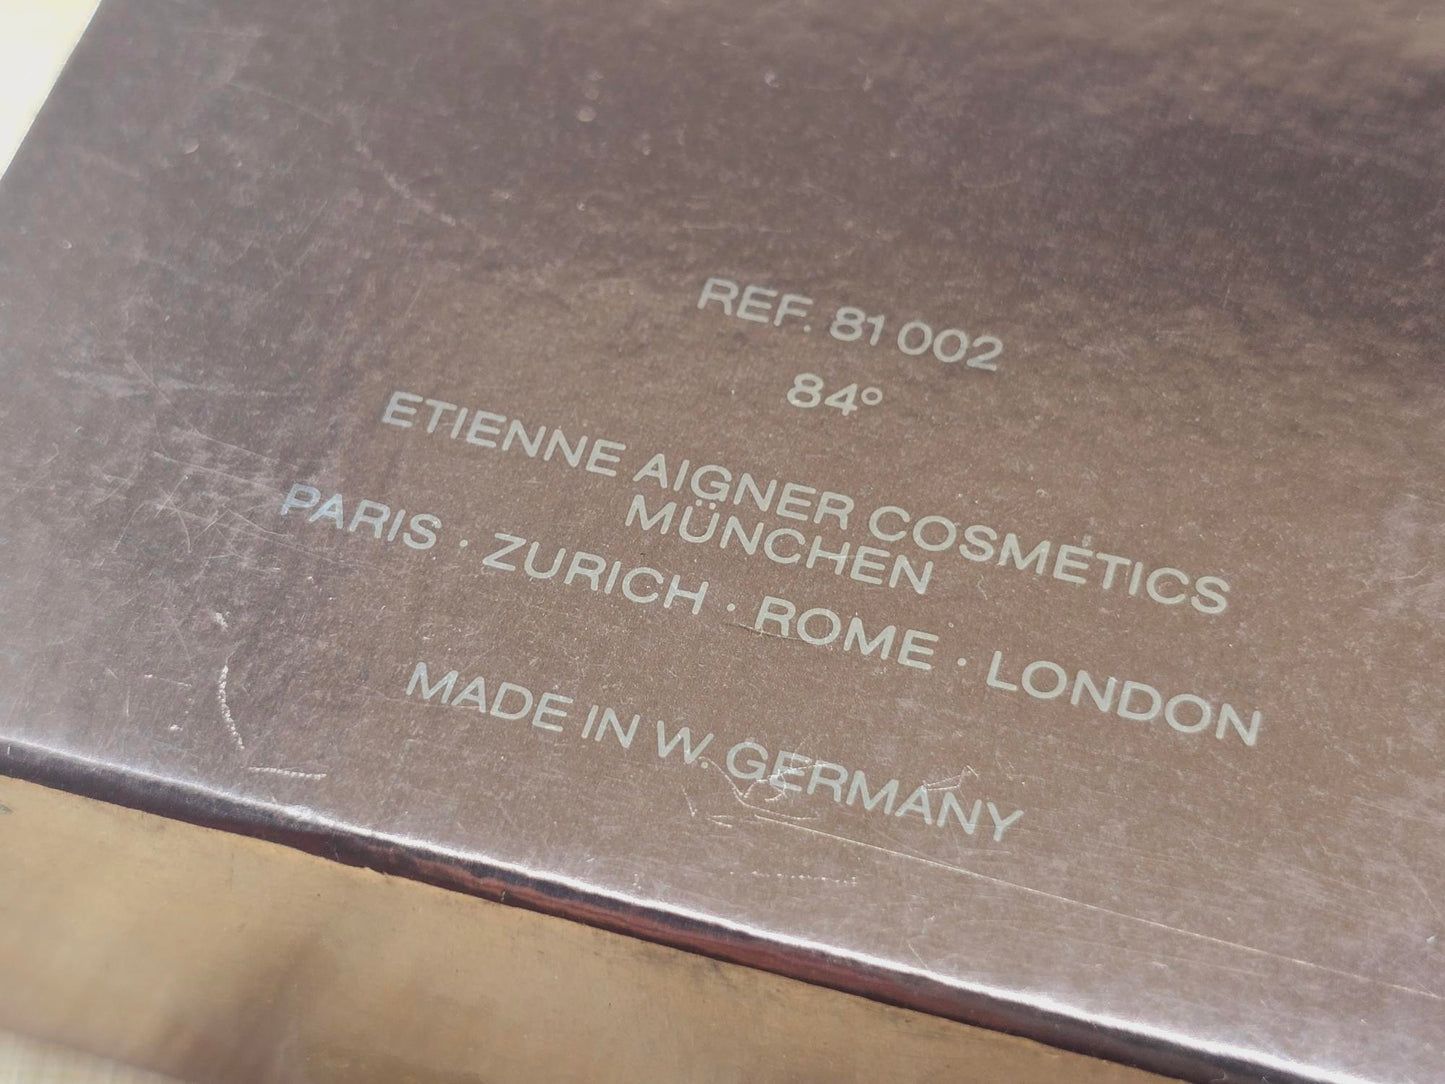 REF. 81 002
84°
ETIENNE AIGNER COSMETICS
MÜNCHEN
PARIS · ZURICH · ROME · LONDON
MADE IN W. GERMANY